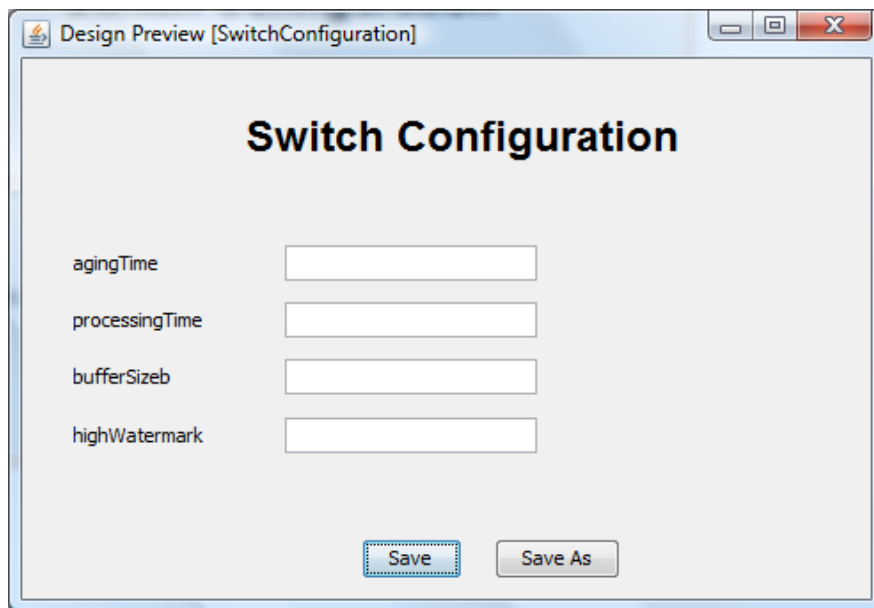 Design Preview [SwitchConfiguration]
Switch Configuration
agingTime
processingTime
bufferSizeb
highWatermark
Save
Save As